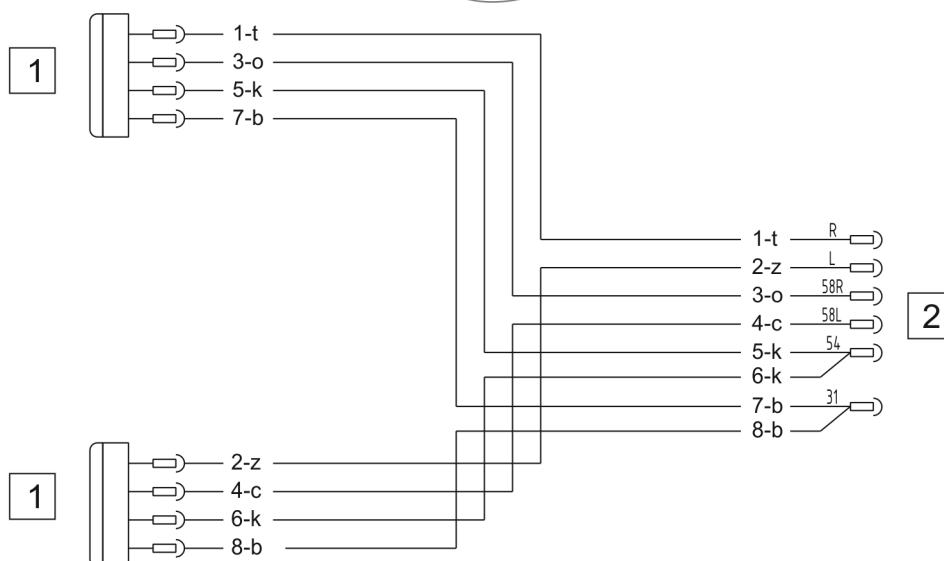 1
1-t
3-o
5-k
7-b
1-t R
2-z L
3-o 58R
4-c 58L
5-k 54
6-k
7-b 31
8-b
2
1
2-z
4-c
6-k
8-b